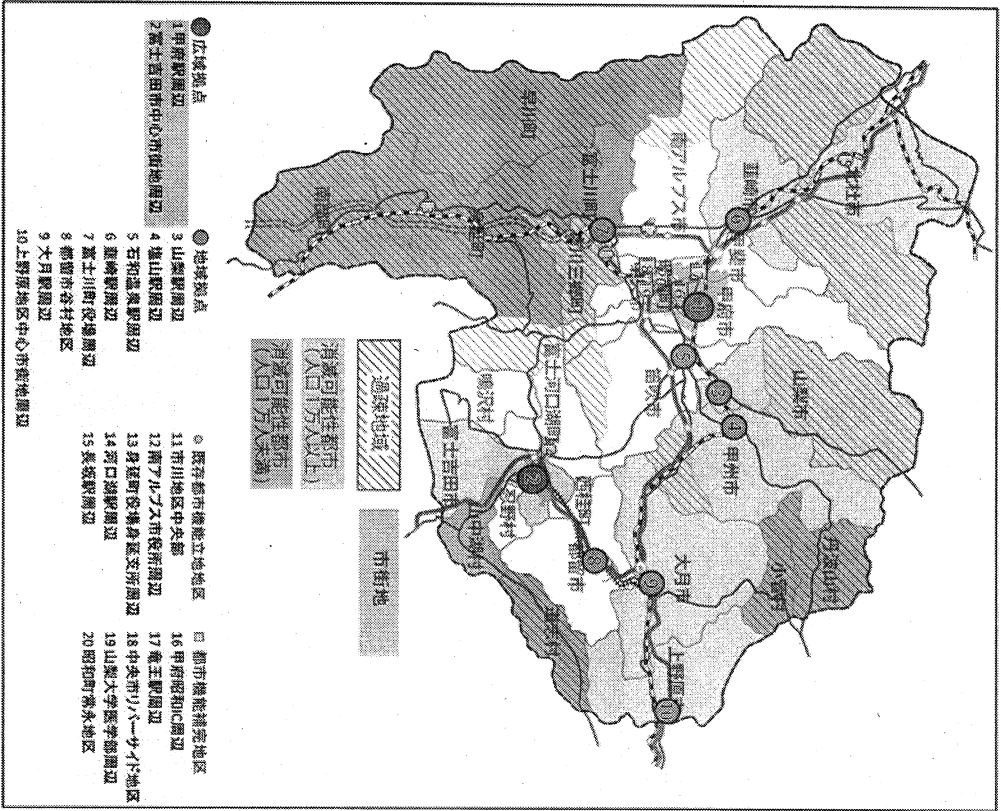 広域拠点
1 甲府駅周辺
2 富士吉田市中心市街地周辺
地域拠点
3 山梨駅周辺
4 塩山駅周辺
5 石和温泉駅周辺
6 韮崎駅周辺
7 富士川町役場周辺
8 都留市谷村地区
9 大月駅周辺
10 上野原地区中心市街地周辺
既存都市機能立地地区
11 市川地区中央部
12 南アルプス市役所周辺
13 身延町役場身延支所周辺
14 河口湖駅周辺
15 長坂駅周辺
都市機能補完地区
16 甲府昭和IC周辺
17 竜王駅周辺
18 中央市リバーサイド地区
19 山梨大学医学部周辺
20 昭和町常永地区
過疎地域
消滅可能性都市
(人口1万人以上)
消滅可能性都市
(人口1万人未満)
市街地
北杜市
韮崎
甲斐市
甲府市
南アルプス市
早川町
富士川町
市川三郷町
南部町
山梨市
甲州市
笛吹市
丹波山村
小菅村
大月市
上野原
都留市
西桂町
道志村
忍野村
山中湖村
富士吉田市
富士河口湖町
鳴沢村
1
2
3
4
5
6
7
8
9
10